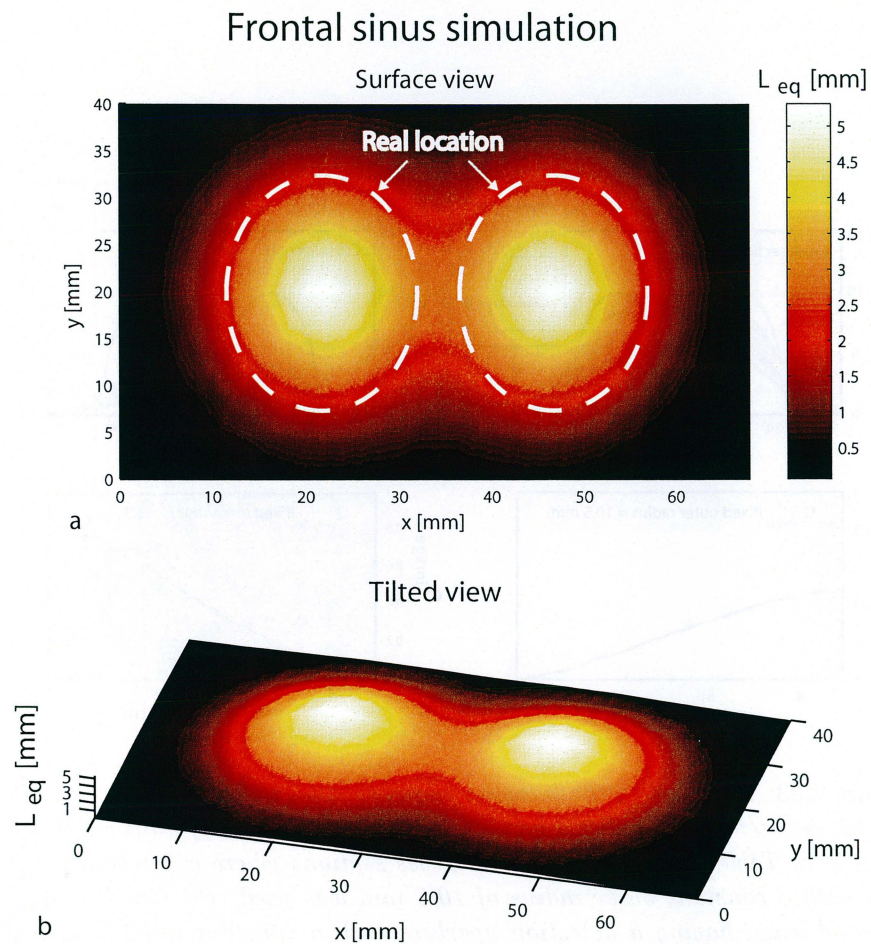 Frontal sinus simulation
Surface view
L eq [mm]
40
35
30
25
20
15
10
5
0
y [mm]
Real location
5
4.5
4
3.5
3
2.5
2
1.5
1
0.5
0 10 20 30 40 50 60
x [mm]
a
Tilted view
L eq [mm]
5
3
1
0 10 20 30 40 50 60
x [mm]
40
30
20
10
0
y [mm]
b